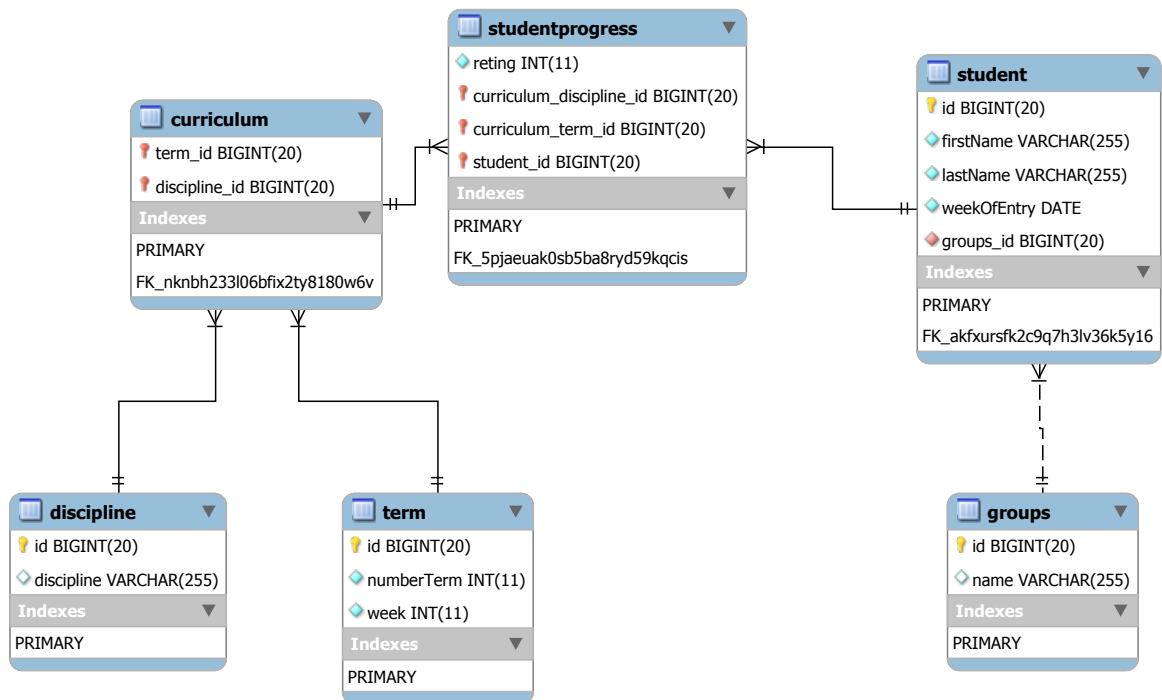 studentprogress
reting INT(11)
curriculum_discipline_id BIGINT(20)
curriculum_term_id BIGINT(20)
student_id BIGINT(20)
Indexes
PRIMARY
FK_5pjaeuak0sb5ba8ryd59kqcis
student
id BIGINT(20)
firstName VARCHAR(255)
lastName VARCHAR(255)
weekOfEntry DATE
groups_id BIGINT(20)
Indexes
PRIMARY
FK_akfxursfk2c9q7h3lv36k5y16
curriculum
term_id BIGINT(20)
discipline_id BIGINT(20)
Indexes
PRIMARY
FK_nknbh233l06bfix2ty8180w6v
discipline
id BIGINT(20)
discipline VARCHAR(255)
Indexes
PRIMARY
term
id BIGINT(20)
numberTerm INT(11)
week INT(11)
Indexes
PRIMARY
groups
id BIGINT(20)
name VARCHAR(255)
Indexes
PRIMARY